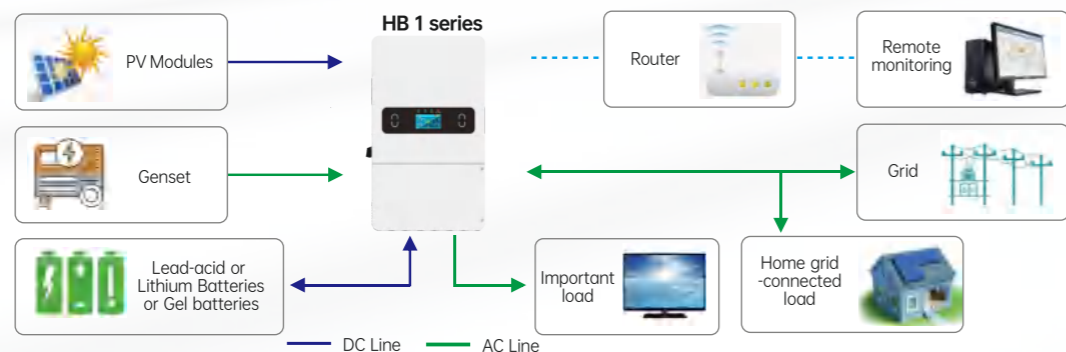 HB 1 series
PV Modules
Router
Remote
monitoring
Genset
Grid
Lead-acid or
Lithium Batteries
or Gel batteries
Important
load
Home grid
-connected
load
DC Line
AC Line